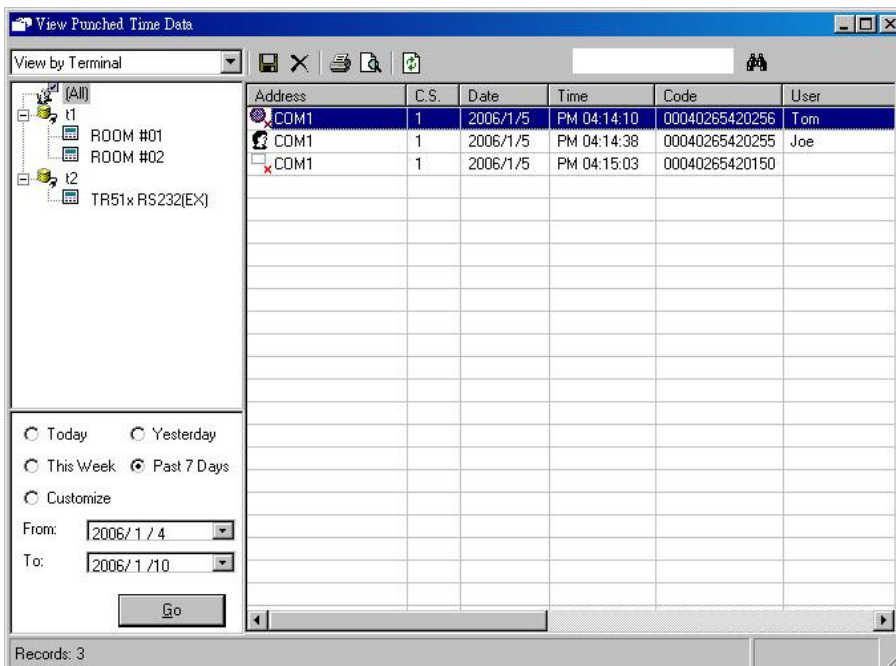 View Punched Time Data
View by Terminal
(All)
t1
ROOM #01
ROOM #02
t2
TR51x RS232(EX)
Address C.S. Date Time Code User
COM1 1 2006/1/5 PM 04:14:10 00040265420256 Tom
COM1 1 2006/1/5 PM 04:14:38 00040265420255 Joe
COM1 1 2006/1/5 PM 04:15:03 00040265420150
Today Yesterday
This Week Past 7 Days
Customize
From: 2006/ 1 / 4
To: 2006/ 1 /10
Go
Records: 3